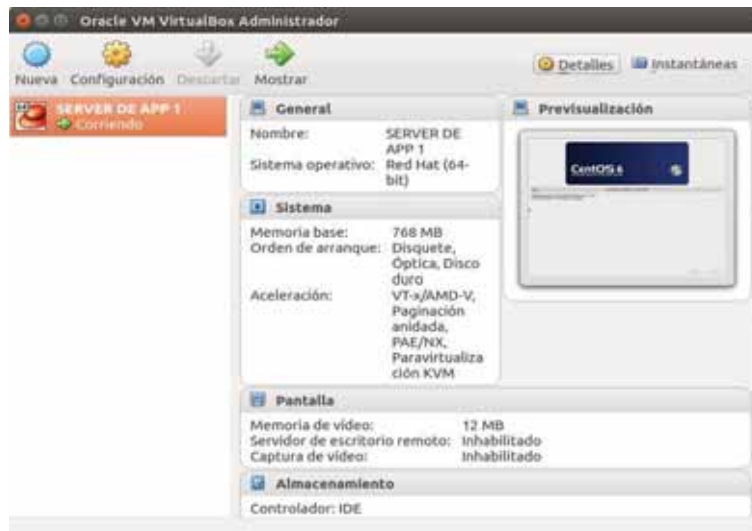 Oracle VM VirtualBox Administrador
Nueva Configuración Descartar Mostrar
Detalles Instantáneas
SERVER DE APP 1
Corriendo
General
Nombre: SERVER DE
APP 1
Sistema operativo: Red Hat (64-
bit)
Sistema
Memoria base: 768 MB
Orden de arranque: Disquete,
Óptica, Disco
duro
Aceleración: VT-x/AMD-V,
Paginación
anidada,
PAE/NX,
Paravirtualiza
ción KVM
Previsualización
CentOS 6
Pantalla
Memoria de vídeo: 12 MB
Servidor de escritorio remoto: Inhabilitado
Captura de vídeo: Inhabilitado
Almacenamiento
Controlador: IDE